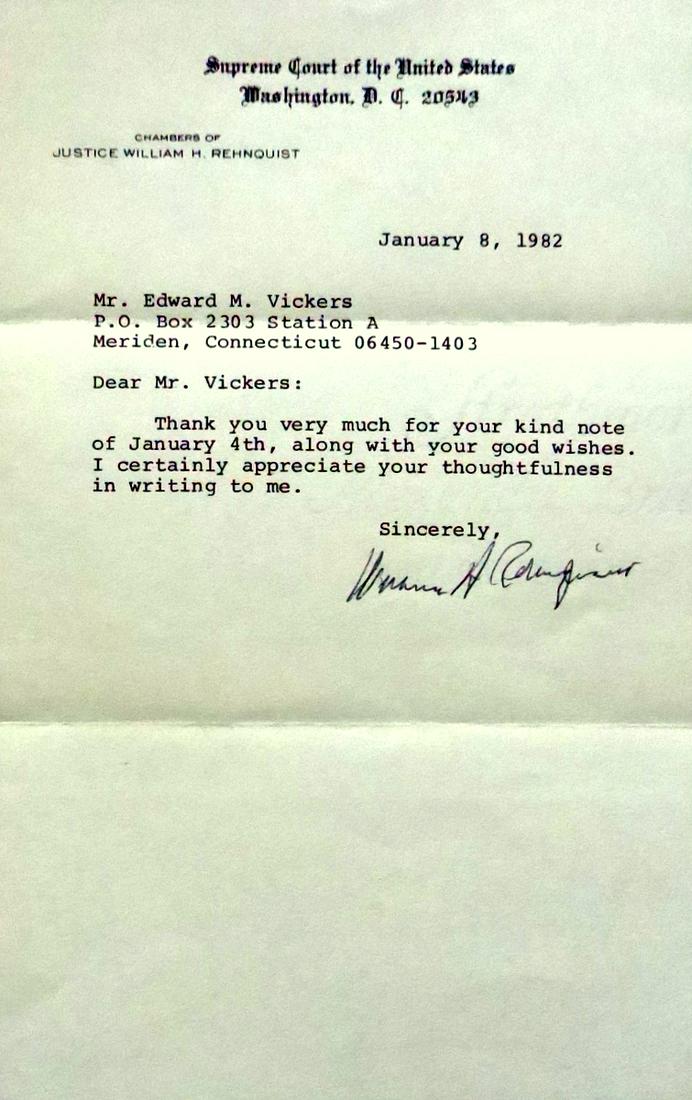 Supreme Court of the United States
Washington, D. C. 20543
CHAMBERS OF
JUSTICE WILLIAM H. REHNQUIST
January 8, 1982
Mr. Edward M. Vickers
P.O. Box 2303 Station A
Meriden, Connecticut 06450-1403
Dear Mr. Vickers:
Thank you very much for your kind note
of January 4th, along with your good wishes.
I certainly appreciate your thoughtfulness
in writing to me.
Sincerely,
William H Rehnquist